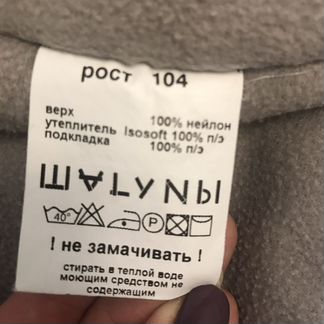 рост 104
верх 100% нейлон
утеплитель Isosoft 100% п/э
подкладка 100% п/э
ШАЛУNЫ
40°
P
! не замачивать !
стирать в теплой воде
моющим средством не
содержащим